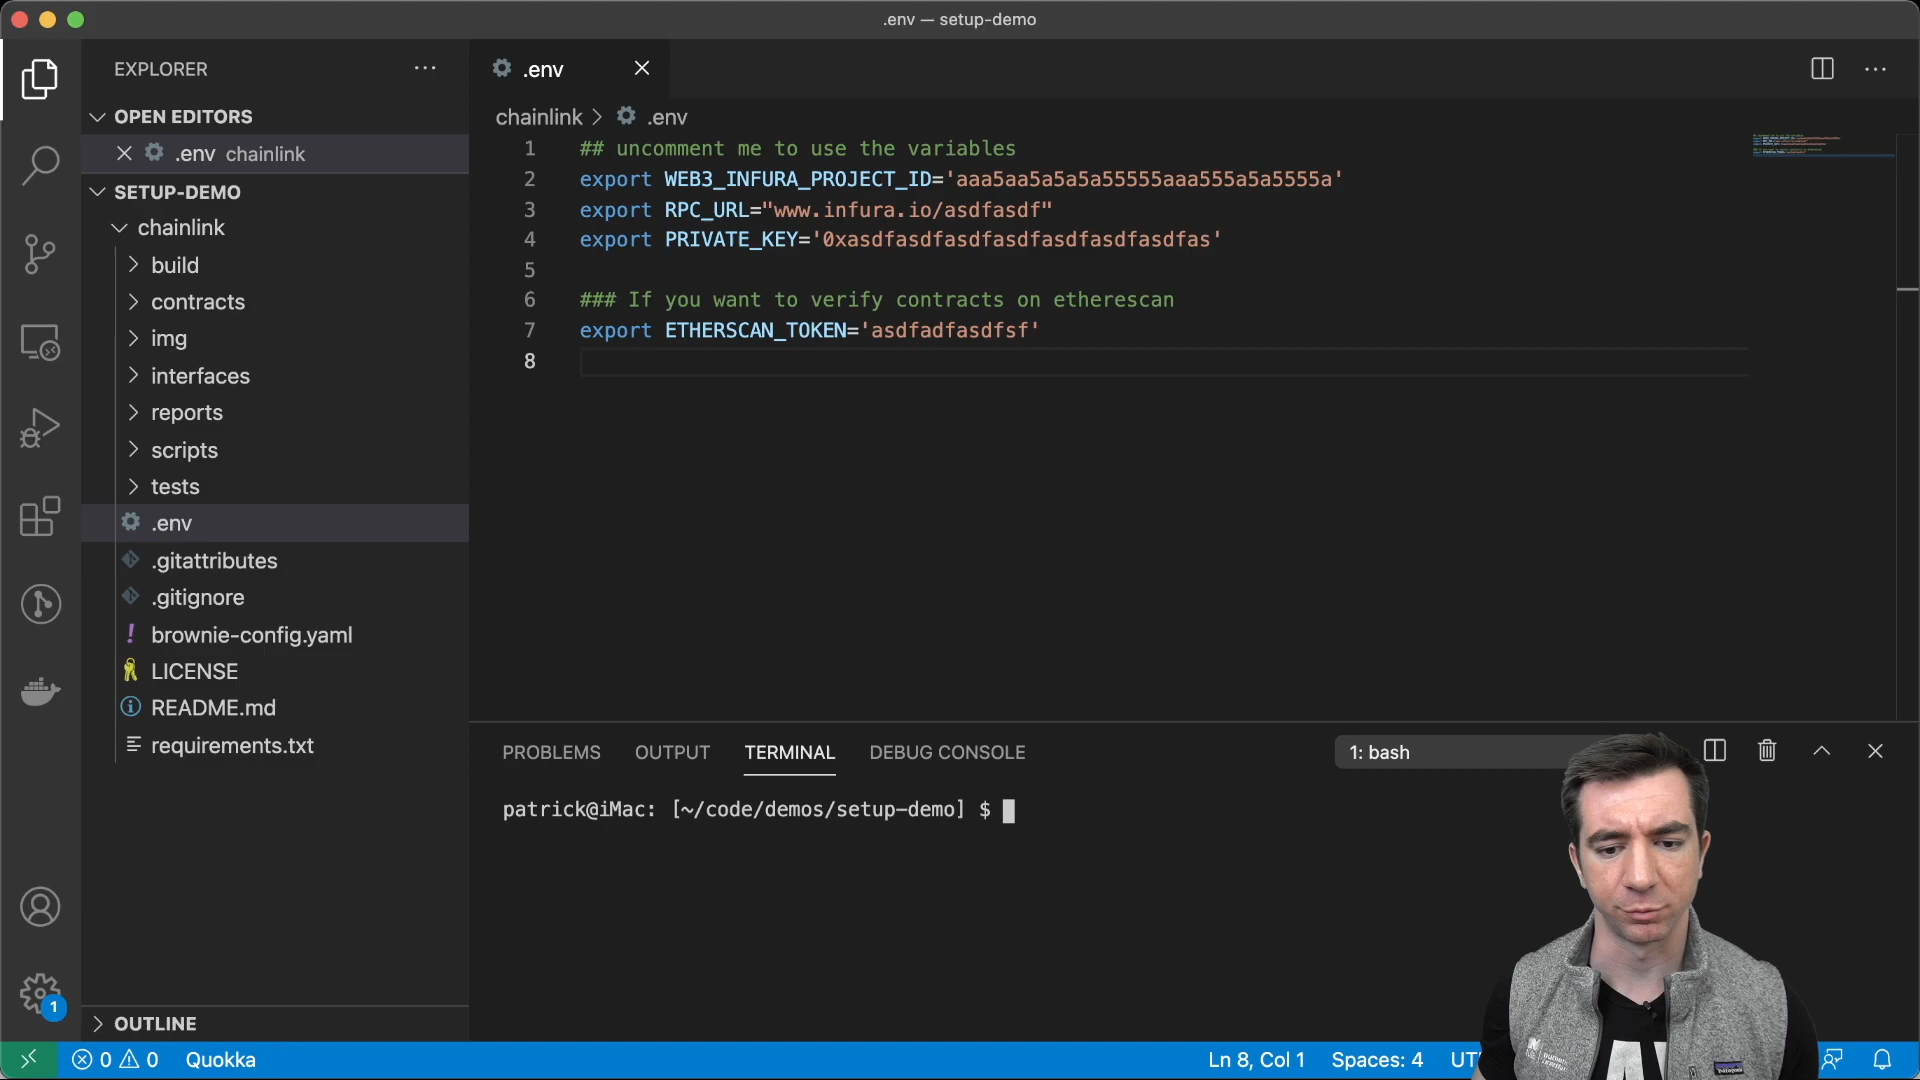 .env — setup-demo
EXPLORER
OPEN EDITORS
.env chainlink
SETUP-DEMO
chainlink
build
contracts
img
interfaces
reports
scripts
tests
.env
.gitattributes
.gitignore
brownie-config.yaml
LICENSE
README.md
requirements.txt
OUTLINE
.env
chainlink > .env
1 ## uncomment me to use the variables
2 export WEB3_INFURA_PROJECT_ID='aaa5aa5a5a5a55555aaa555a5a5555a'
3 export RPC_URL="www.infura.io/asdfasdf"
4 export PRIVATE_KEY='0xasdfasdfasdfasdfasdfasdfasdfas'
5
6 ### If you want to verify contracts on etherescan
7 export ETHERSCAN_TOKEN='asdfadfasdfsf'
8
PROBLEMS OUTPUT TERMINAL DEBUG CONSOLE
1: bash
patrick@iMac: [~/code/demos/setup-demo] $
1
0 0 Quokka
Ln 8, Col 1 Spaces: 4